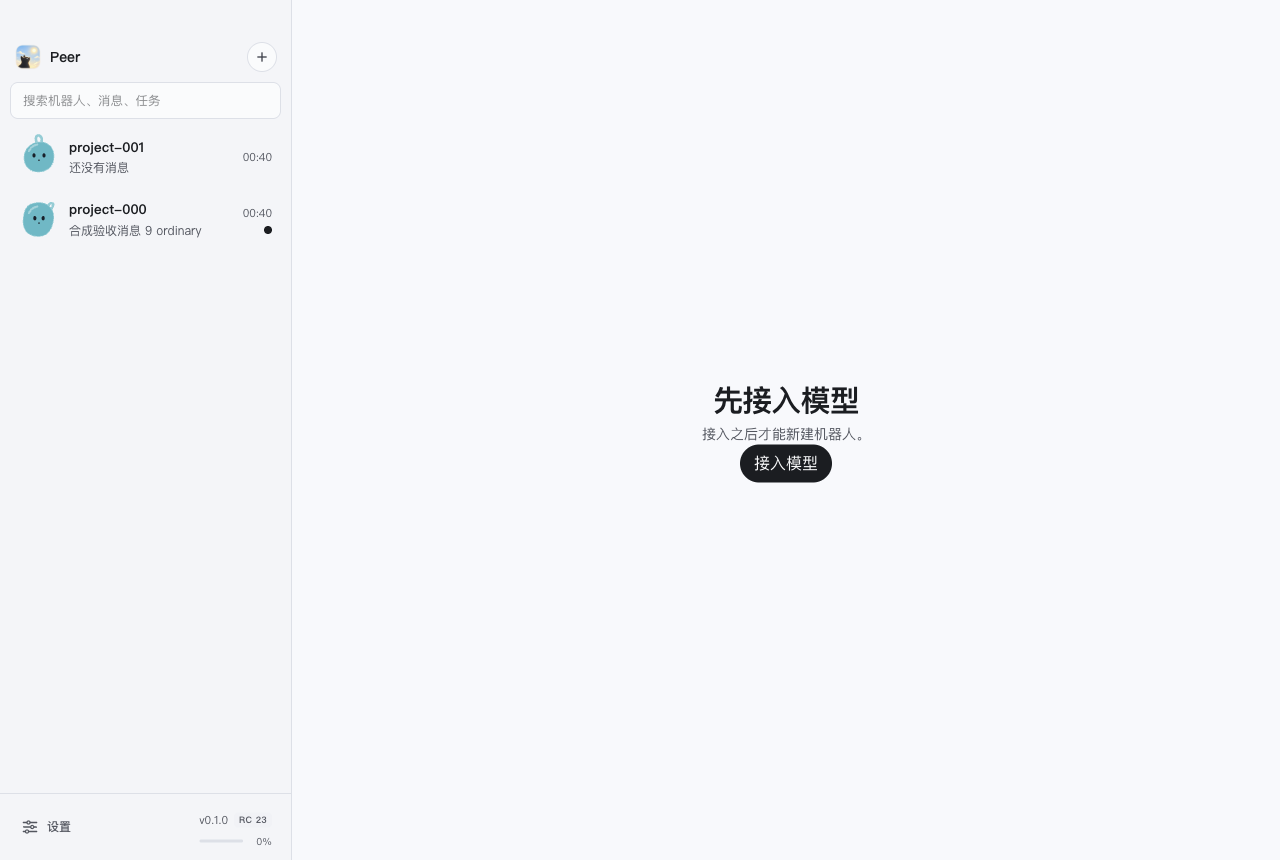 Peer
搜索机器人、消息、任务
project-001
00:40
还没有消息
project-000
00:40
合成验收消息 9 ordinary
先接入模型
接入之后才能新建机器人。
接入模型
设置
v0.1.0 RC 23
0%